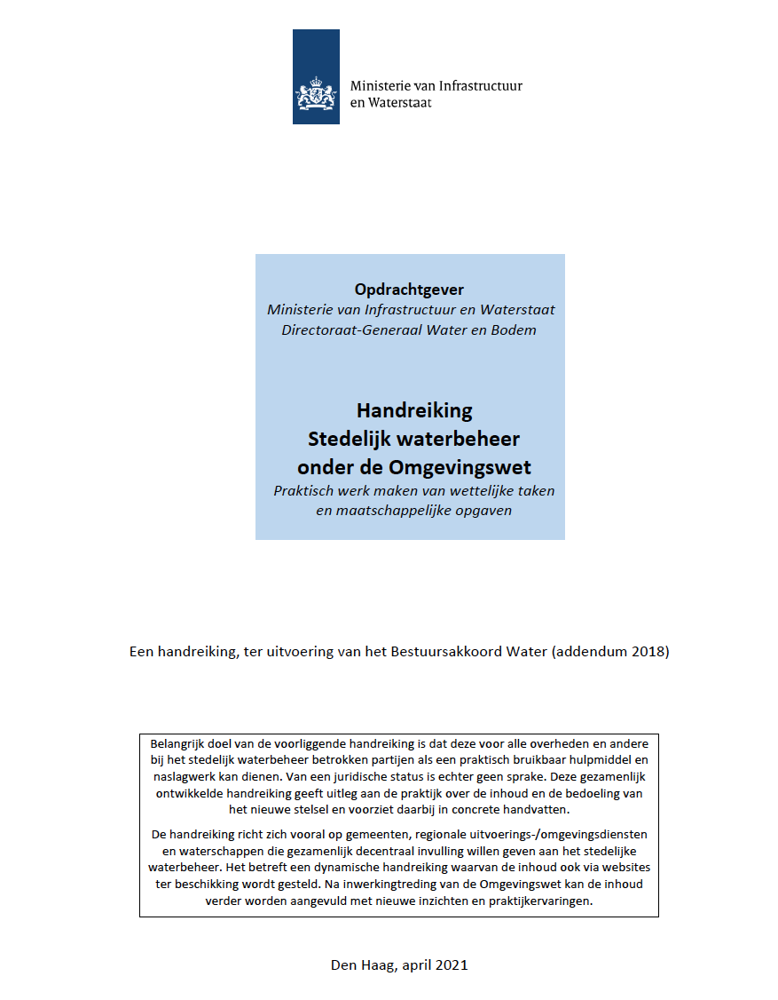 Ministerie van Infrastructuur
en Waterstaat
Opdrachtgever
Ministerie van Infrastructuur en Waterstaat
Directoraat-Generaal Water en Bodem
Handreiking
Stedelijk waterbeheer
onder de Omgevingswet
Praktisch werk maken van wettelijke taken
en maatschappelijke opgaven
Een handreiking, ter uitvoering van het Bestuursakkoord Water (addendum 2018)
Belangrijk doel van de voorliggende handreiking is dat deze voor alle overheden en andere
bij het stedelijk waterbeheer betrokken partijen als een praktisch bruikbaar hulpmiddel en
naslagwerk kan dienen. Van een juridische status is echter geen sprake. Deze gezamenlijk
ontwikkelde handreiking geeft uitleg aan de praktijk over de inhoud en de bedoeling van
het nieuwe stelsel en voorziet daarbij in concrete handvatten.
De handreiking richt zich vooral op gemeenten, regionale uitvoerings-/omgevingsdiensten
en waterschappen die gezamenlijk decentraal invulling willen geven aan het stedelijke
waterbeheer. Het betreft een dynamische handreiking waarvan de inhoud ook via websites
ter beschikking wordt gesteld. Na inwerkingtreding van de Omgevingswet kan de inhoud
verder worden aangevuld met nieuwe inzichten en praktijkervaringen.
Den Haag, april 2021